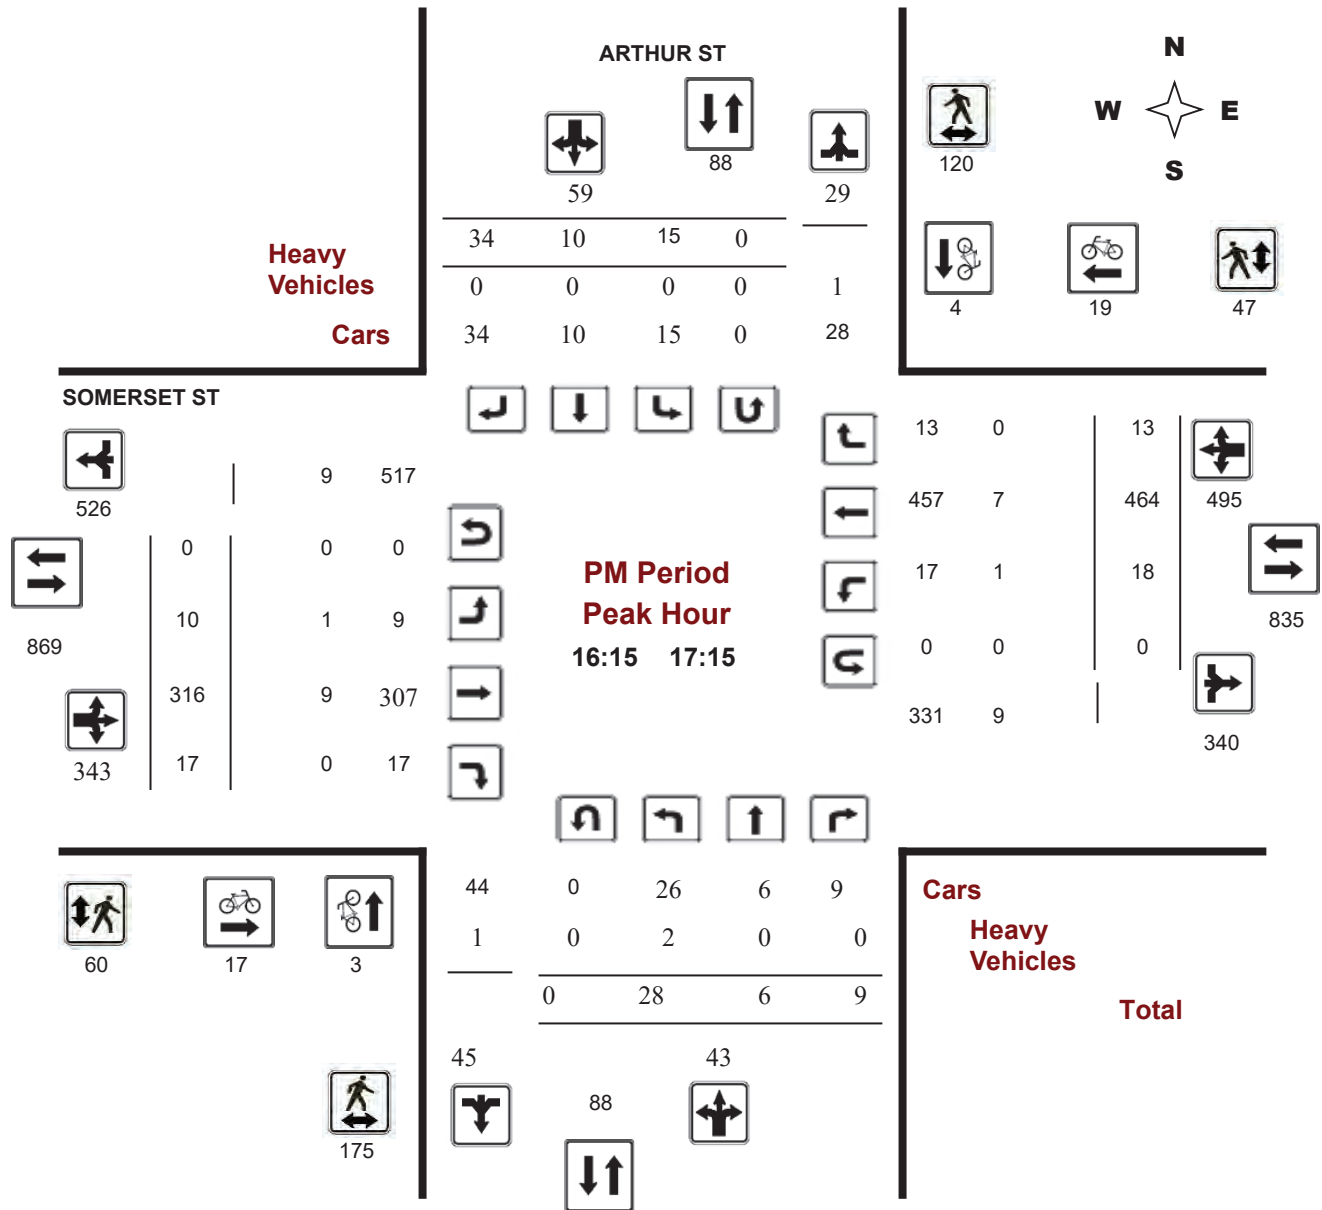 ARTHUR ST
N
W E
S
88
120
59
29
34 10 15 0
Heavy
Vehicles
0 0 0 0 1
4 19 47
Cars
34 10 15 0 28
SOMERSET ST
13 0 13
9 517
526
457 7 464 495
0 0 0
PM Period
17 1 18
Peak Hour
10 1 9
835
869
16:15 17:15
0 0 0
316 9 307
331 9
340
343 17 0 17
44 0 26 6 9
Cars
1 0 2 0 0
Heavy
Vehicles
60 17 3
0 28 6 9
Total
45 43
88
175